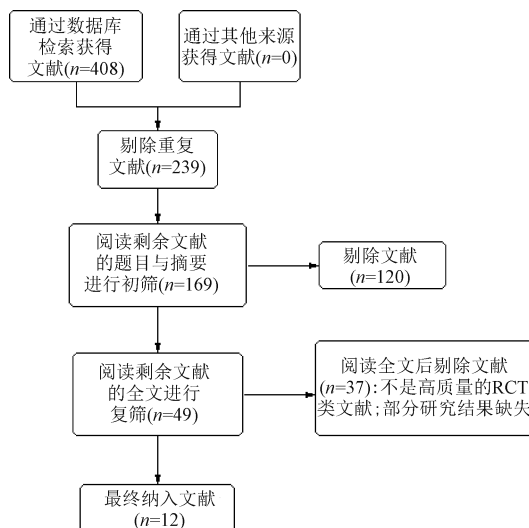 通过数据库
检索获得
文献(n=408)
通过其他来源
获得文献(n=0)
剔除重复
文献(n=239)
阅读剩余文献
的题目与摘要
进行初筛(n=169)
剔除文献
(n=120)
阅读剩余文献
的全文进行
复筛(n=49)
阅读全文后剔除文献
(n=37):不是高质量的RCT
类文献;部分研究结果缺失
最终纳入文献
(n=12)